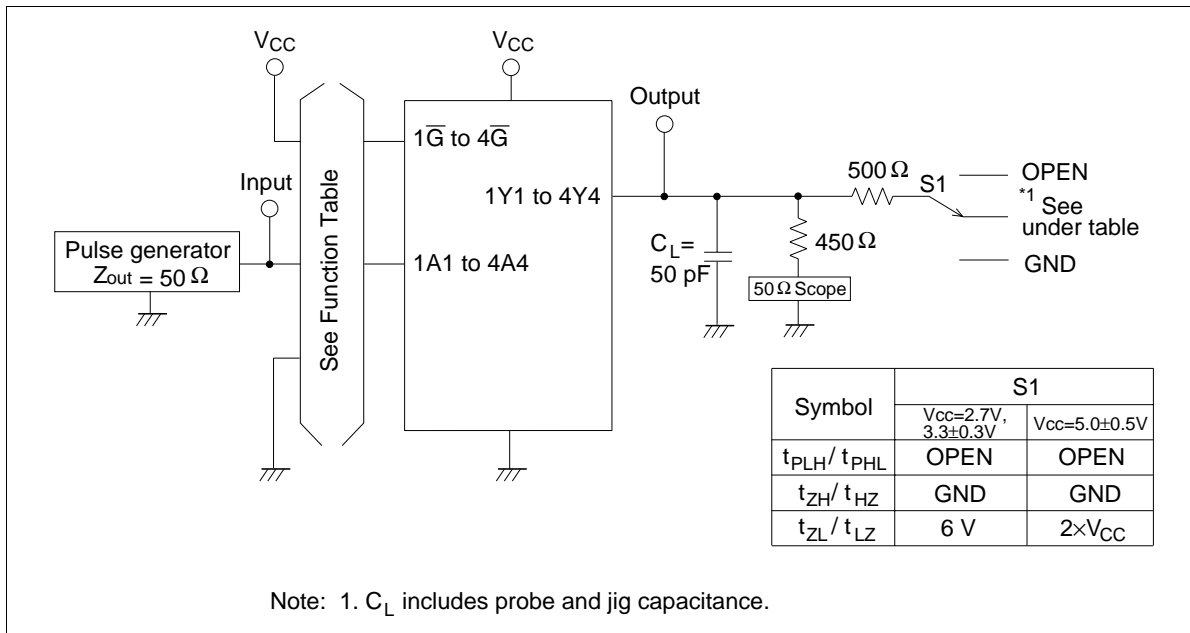 VCC
VCC
Output
1G̅ to 4G̅
500 Ω
S1
OPEN
*1 See
under table
GND
Input
1Y1 to 4Y4
450 Ω
CL=
50 pF
50 Ω Scope
Pulse generator
Zout = 50 Ω
See Function Table
1A1 to 4A4
Symbol
S1
Vcc=2.7V,
3.3±0.3V
Vcc=5.0±0.5V
tPLH / tPHL OPEN OPEN
tZH / tHZ GND GND
tZL / tLZ 6 V 2×VCC
Note: 1. CL includes probe and jig capacitance.